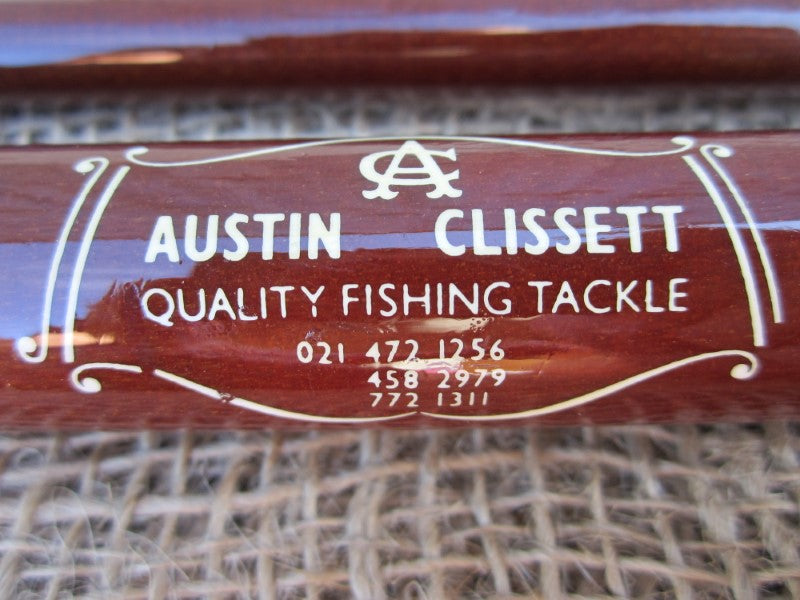 AC
AUSTIN CLISSETT
QUALITY FISHING TACKLE
021 472 1256
458 2979
772 1311